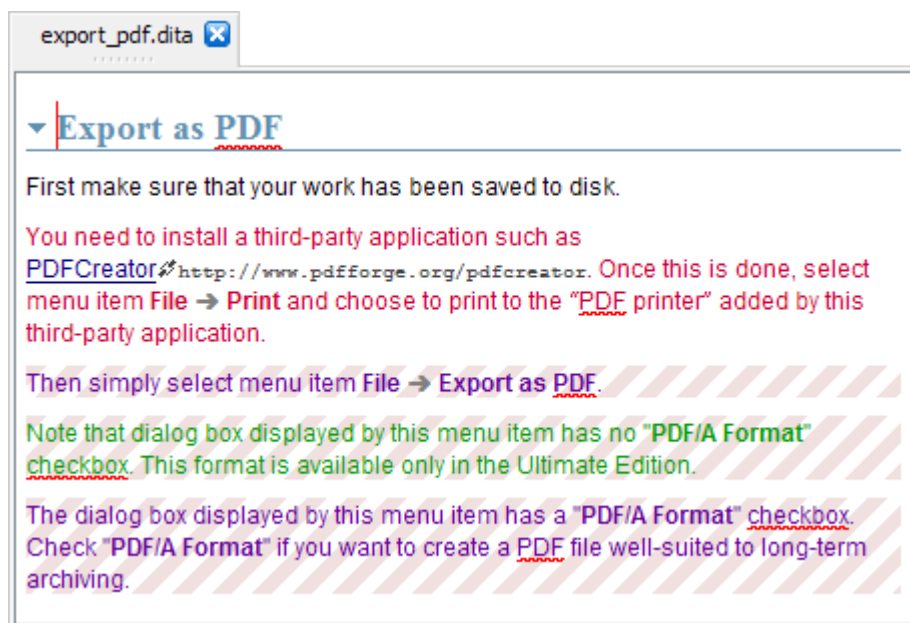 export_pdf.dita
Export as PDF
First make sure that your work has been saved to disk.
You need to install a third-party application such as
PDFCreator http://www.pdfforge.org/pdfcreator. Once this is done, select
menu item File ➔ Print and choose to print to the “PDF printer” added by this
third-party application.
Then simply select menu item File ➔ Export as PDF.
Note that dialog box displayed by this menu item has no "PDF/A Format"
checkbox. This format is available only in the Ultimate Edition.
The dialog box displayed by this menu item has a "PDF/A Format" checkbox.
Check "PDF/A Format" if you want to create a PDF file well-suited to long-term
archiving.